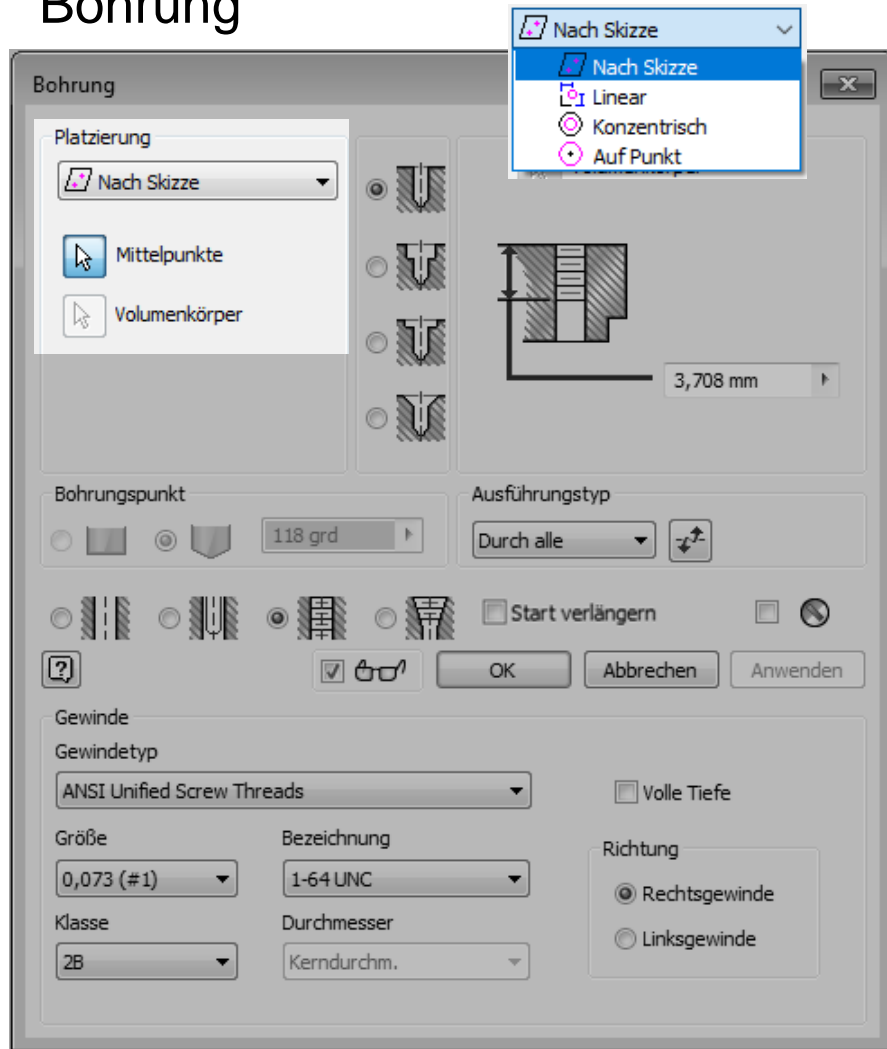 Bohrung
Nach Skizze
Nach Skizze
Linear
Konzentrisch
Auf Punkt
Bohrung
Platzierung
Nach Skizze
Mittelpunkte
Volumenkörper
3,708 mm
Bohrungspunkt
118 grd
Ausführungstyp
Durch alle
Start verlängern
OK
Abbrechen
Anwenden
Gewinde
Gewindetyp
ANSI Unified Screw Threads
Volle Tiefe
Größe
Bezeichnung
0,073 (#1)
1-64 UNC
Richtung
Rechtsgewinde
Linksgewinde
Klasse
Durchmesser
2B
Kerndurchm.